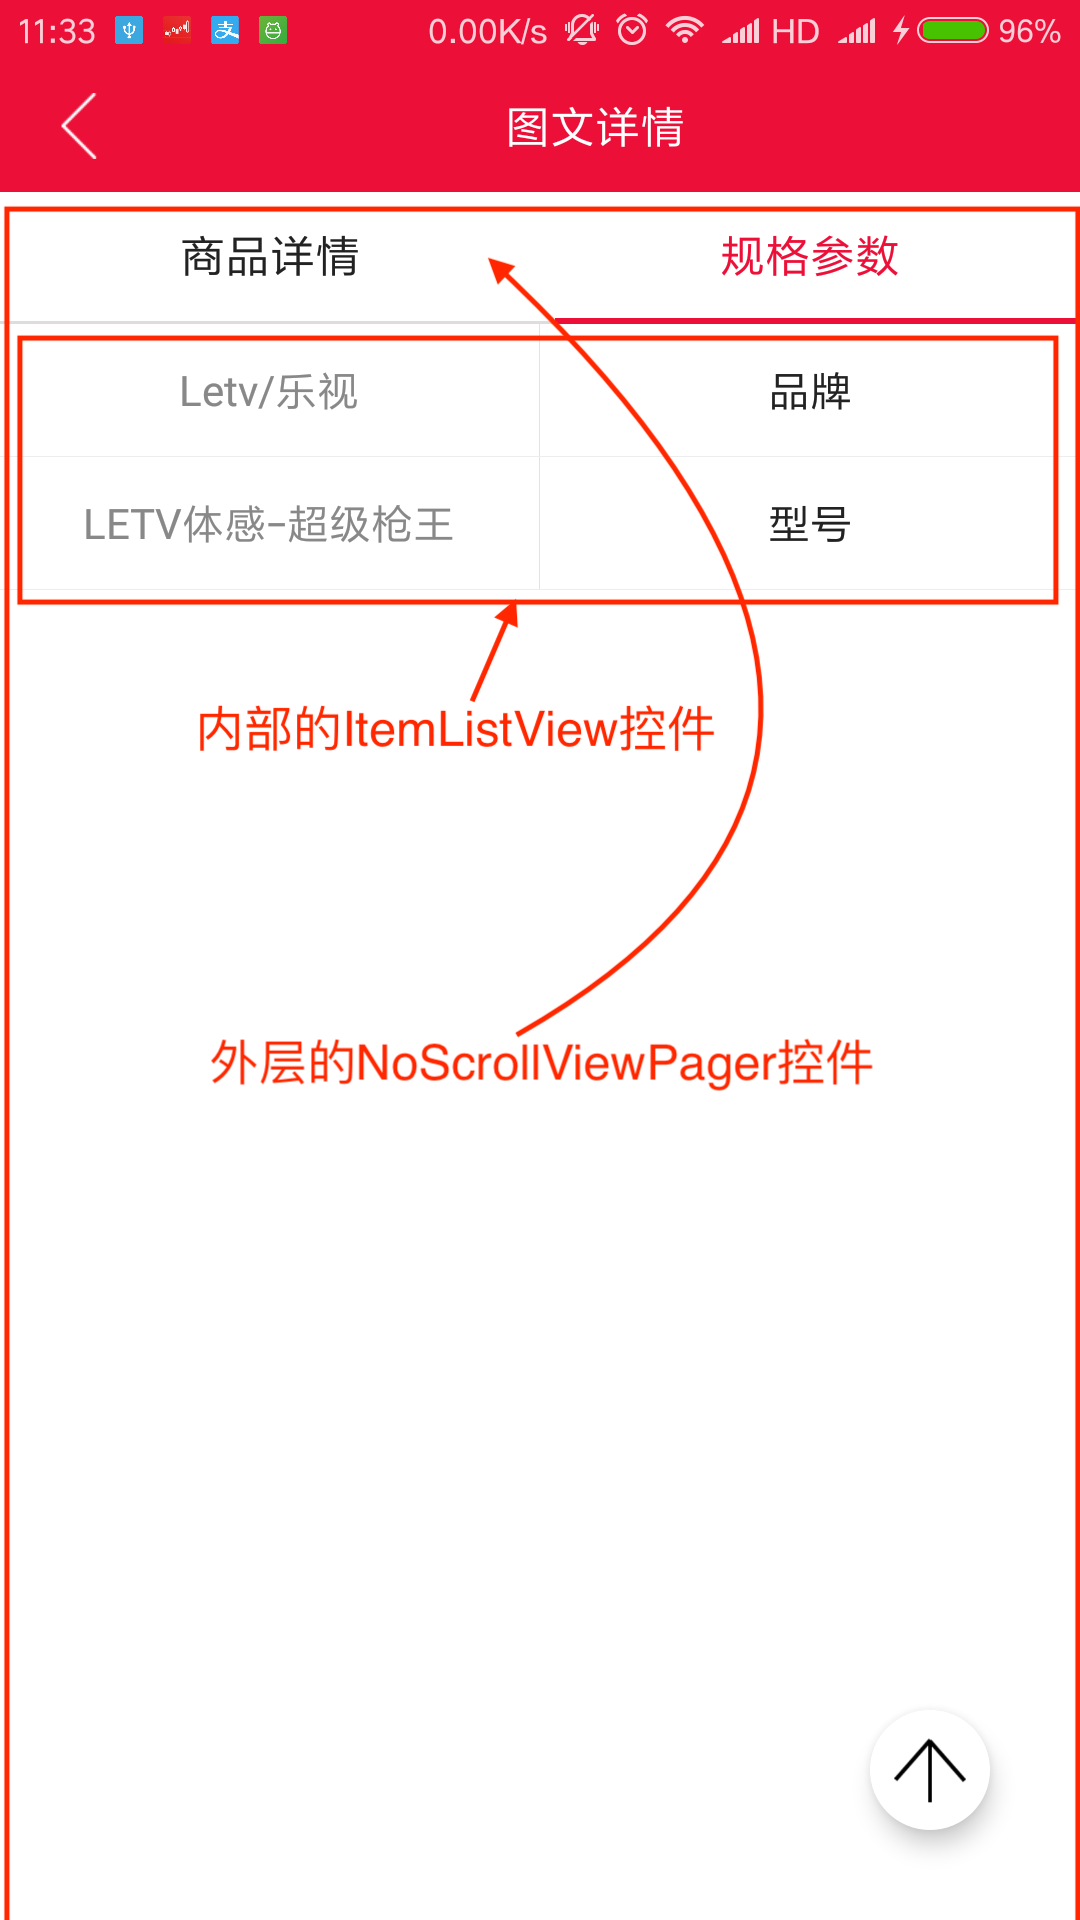 11:33 0.00K/s HD 96%
图文详情
商品详情 规格参数
Letv/乐视 品牌
LETV体感-超级枪王 型号
内部的ItemListView控件
外层的NoScrollViewPager控件